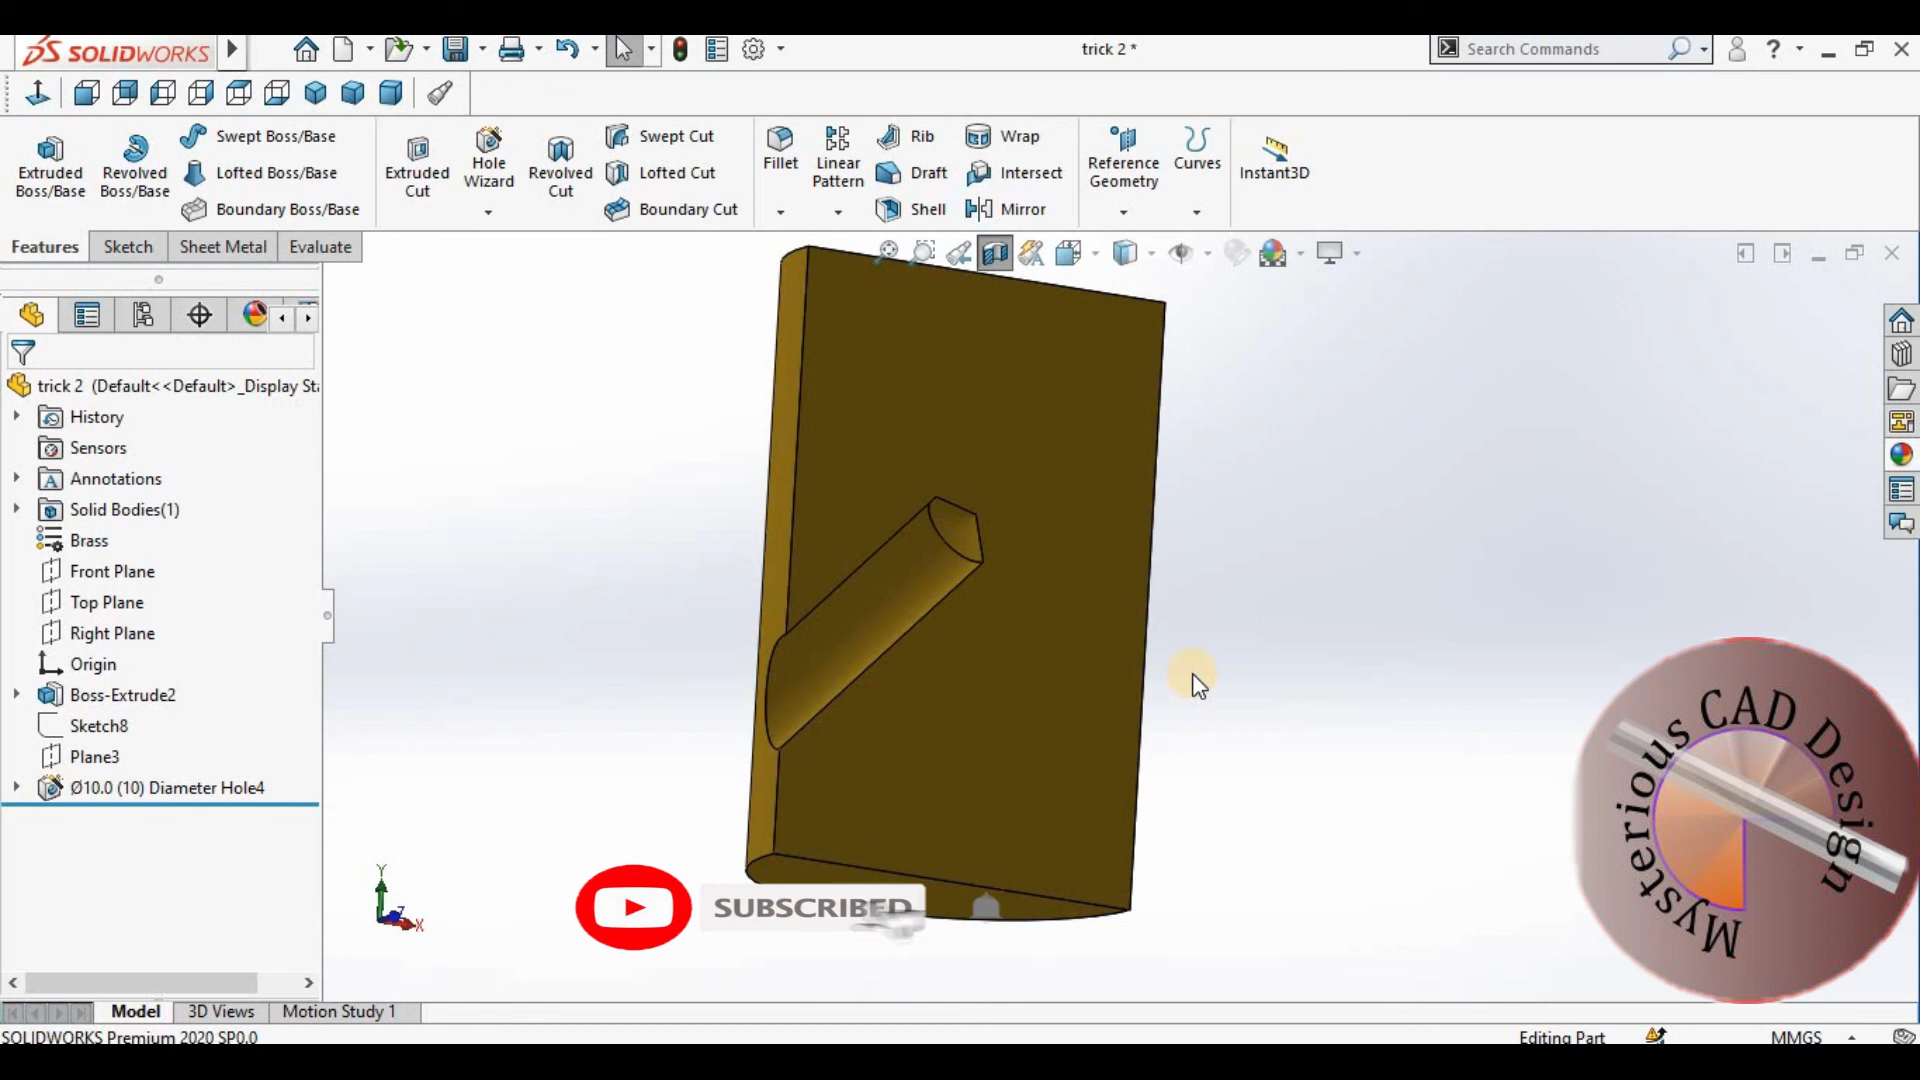 SOLIDWORKS
trick 2 *
Search Commands
?
Extruded Boss/Base
Revolved Boss/Base
Swept Boss/Base
Lofted Boss/Base
Boundary Boss/Base
Extruded Cut
Hole Wizard
Revolved Cut
Swept Cut
Lofted Cut
Boundary Cut
Fillet
Linear Pattern
Rib
Draft
Shell
Wrap
Intersect
Mirror
Reference Geometry
Curves
Instant3D
Features
Sketch
Sheet Metal
Evaluate
trick 2 (Default<<Default>_Display Sta
History
Sensors
Annotations
Solid Bodies(1)
Brass
Front Plane
Top Plane
Right Plane
Origin
Boss-Extrude2
Sketch8
Plane3
Ø10.0 (10) Diameter Hole4
Y
Z
X
SUBSCRIBED
Mysterious CAD Design
Model
3D Views
Motion Study 1
SOLIDWORKS Premium 2020 SP0.0
Editing Part
MMGS